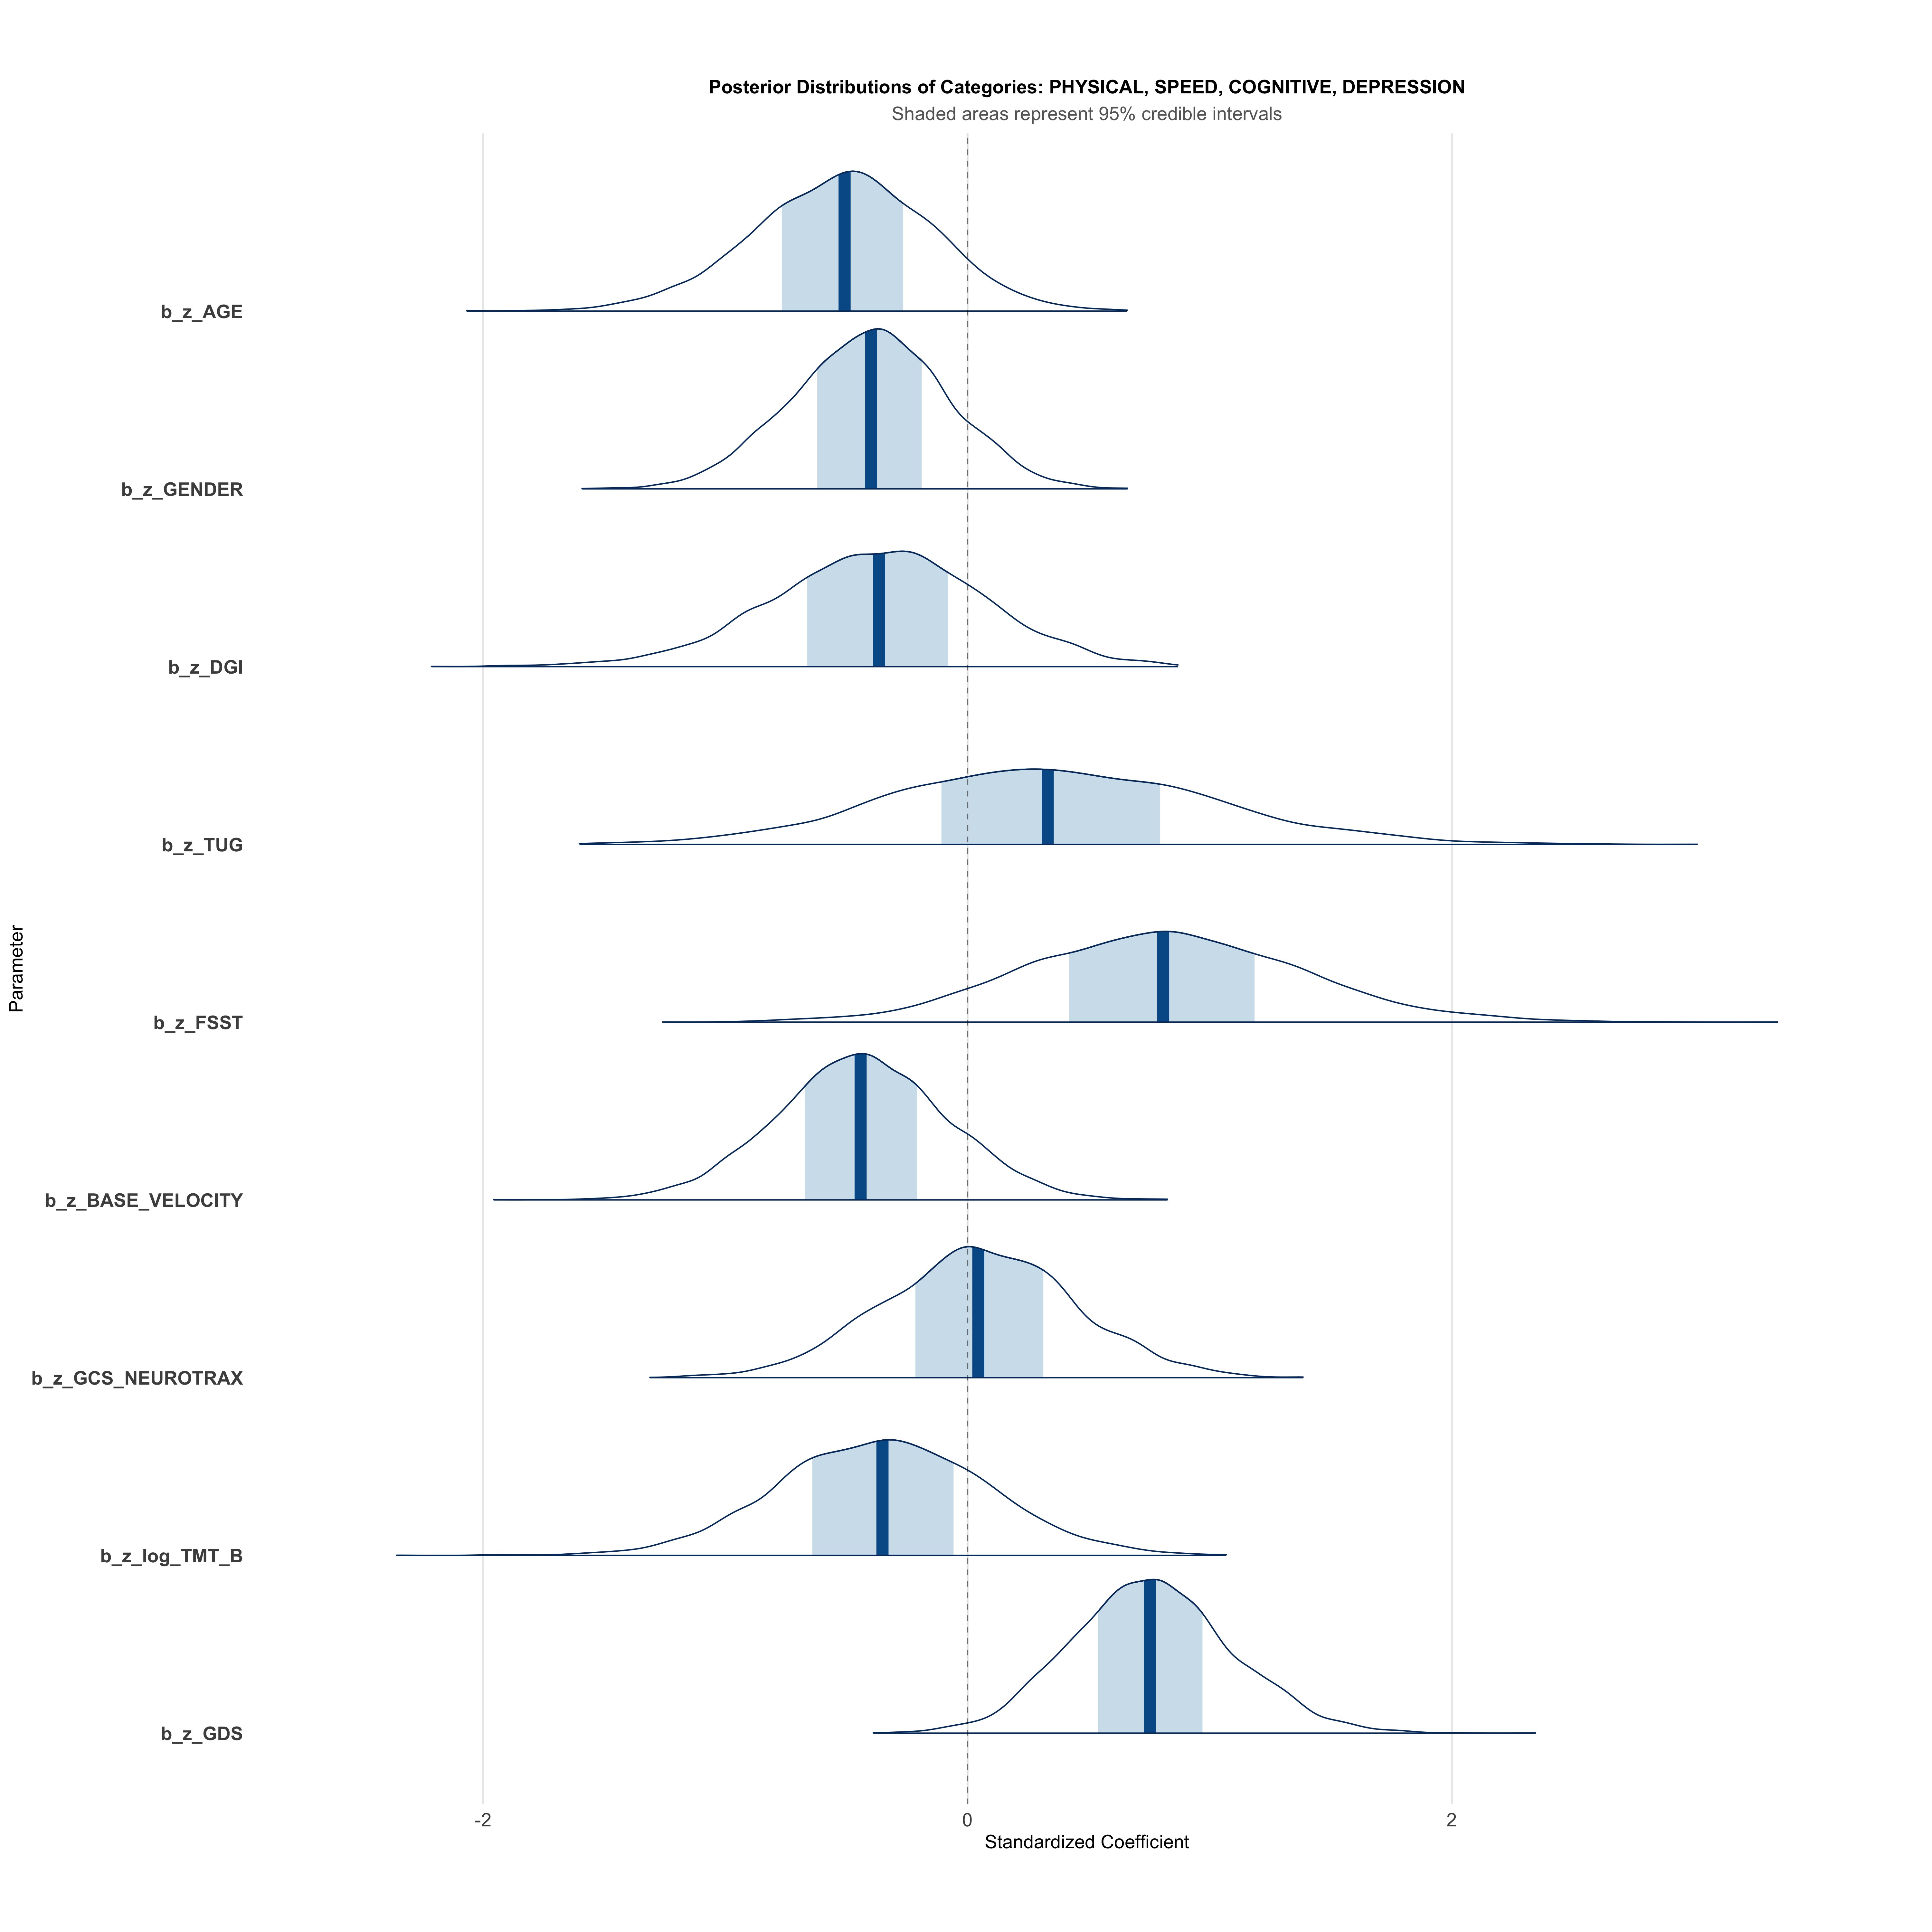 Posterior Distributions of Categories: PHYSICAL, SPEED, COGNITIVE, DEPRESSION
Shaded areas represent 95% credible intervals
b_z_AGE
b_z_GENDER
b_z_DGI
b_z_TUG
Parameter
b_z_FSST
b_z_BASE_VELOCITY
b_z_GCS_NEUROTRAX
b_z_log_TMT_B
b_z_GDS
-2 0 2
Standardized Coefficient